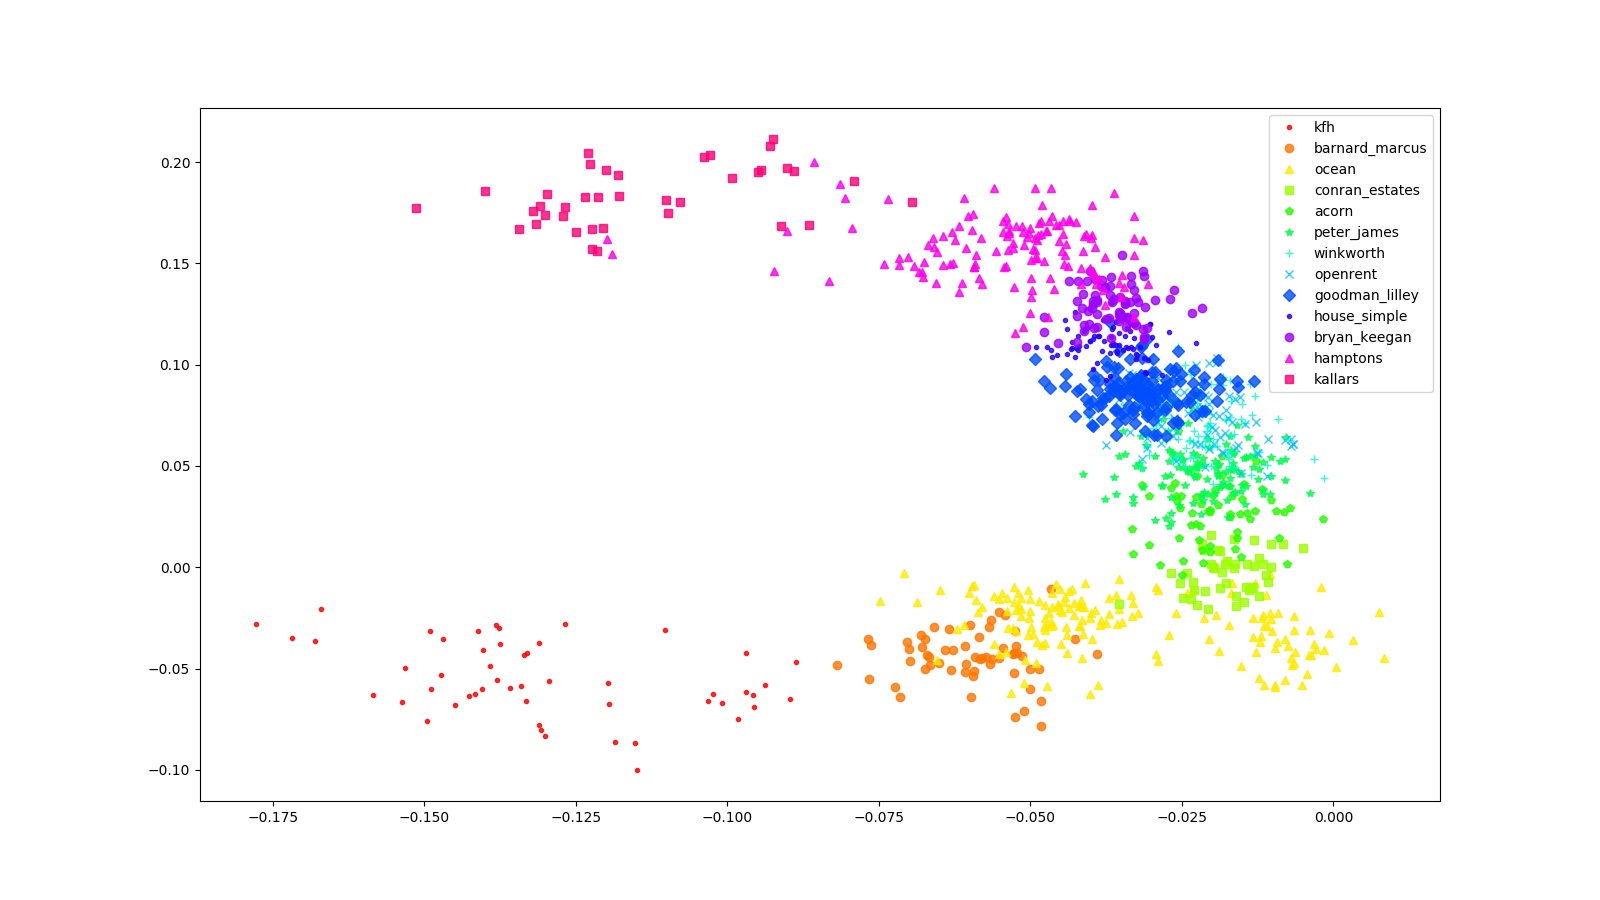 kfh
barnard_marcus
ocean
conran_estates
acorn
peter_james
winkworth
openrent
goodman_lilley
house_simple
bryan_keegan
hamptons
kallars
0.20
0.15
0.10
0.05
0.00
−0.05
−0.10
−0.175 −0.150 −0.125 −0.100 −0.075 −0.050 −0.025 0.000